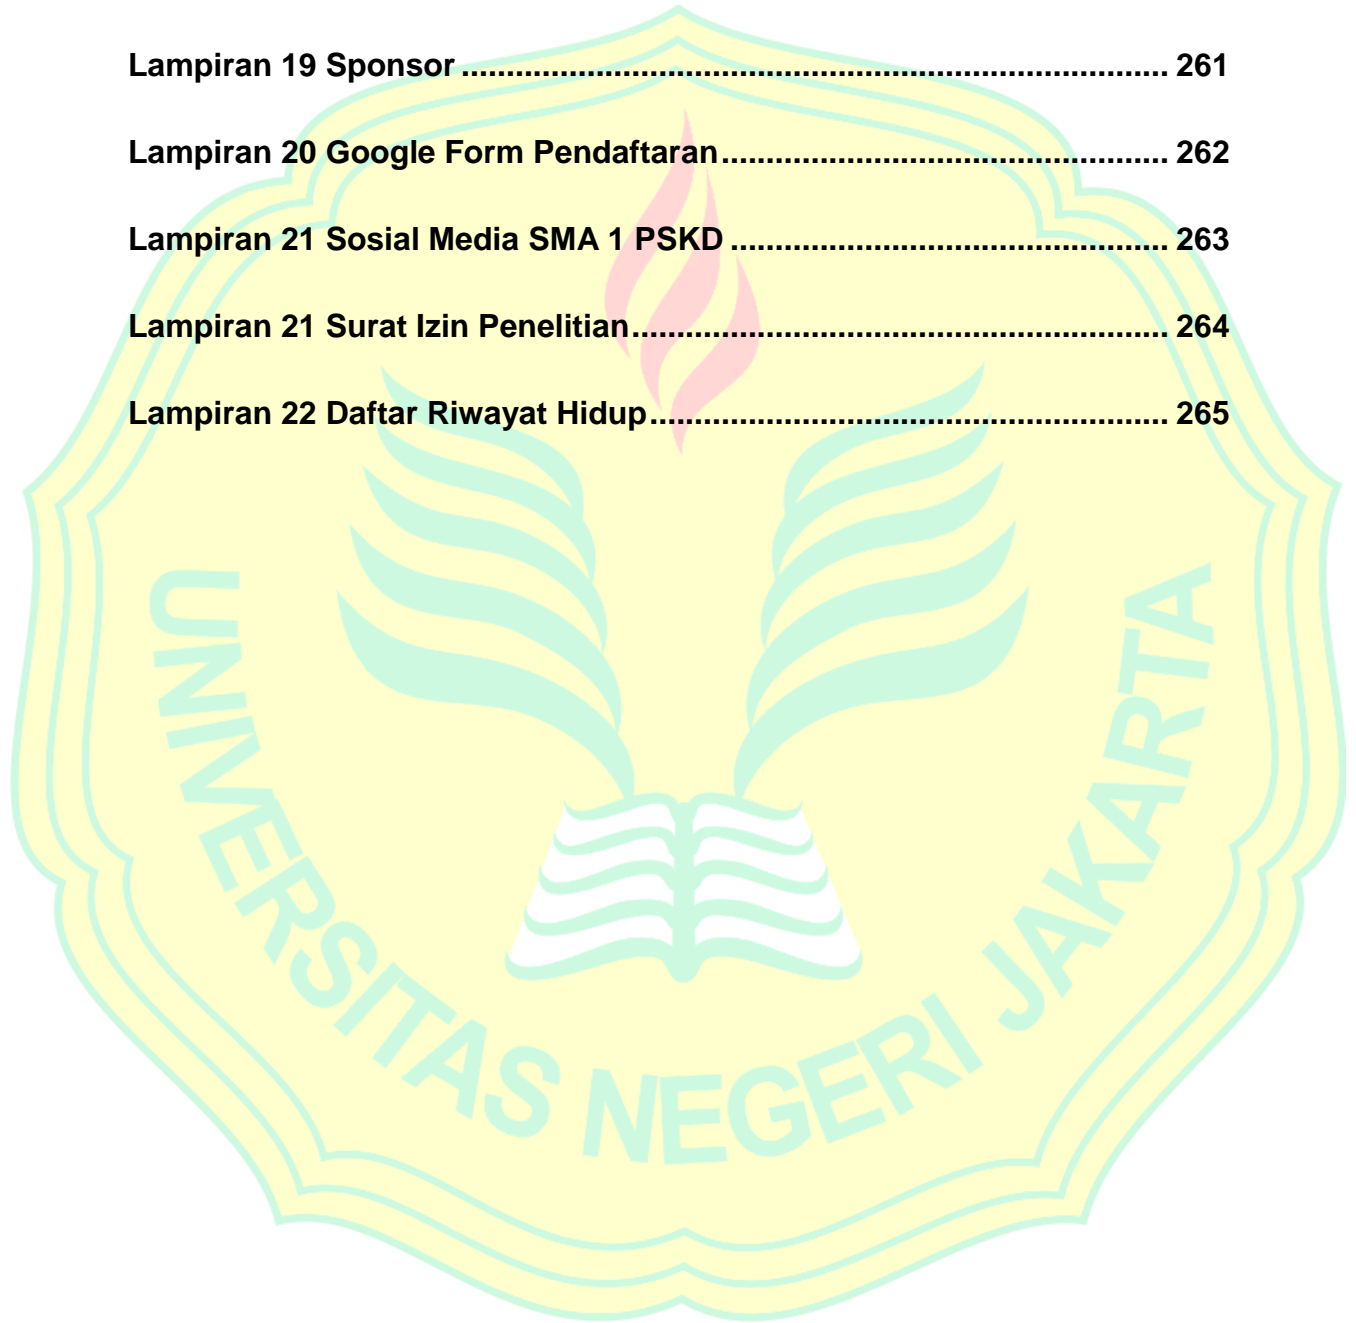 Lampiran 19 Sponsor ............................................................................... 261
Lampiran 20 Google Form Pendaftaran.................................................. 262
Lampiran 21 Sosial Media SMA 1 PSKD ................................................. 263
Lampiran 21 Surat Izin Penelitian............................................................ 264
Lampiran 22 Daftar Riwayat Hidup.......................................................... 265
UNIVERSITAS NEGERI JAKARTA